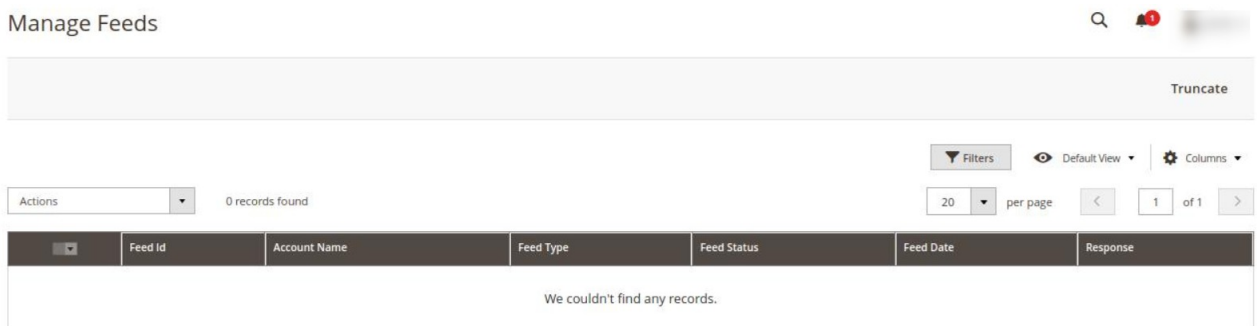 Manage Feeds
1
Truncate
Filters Default View Columns
Actions 0 records found 20 per page 1 of 1
Feed Id Account Name Feed Type Feed Status Feed Date Response
We couldn't find any records.